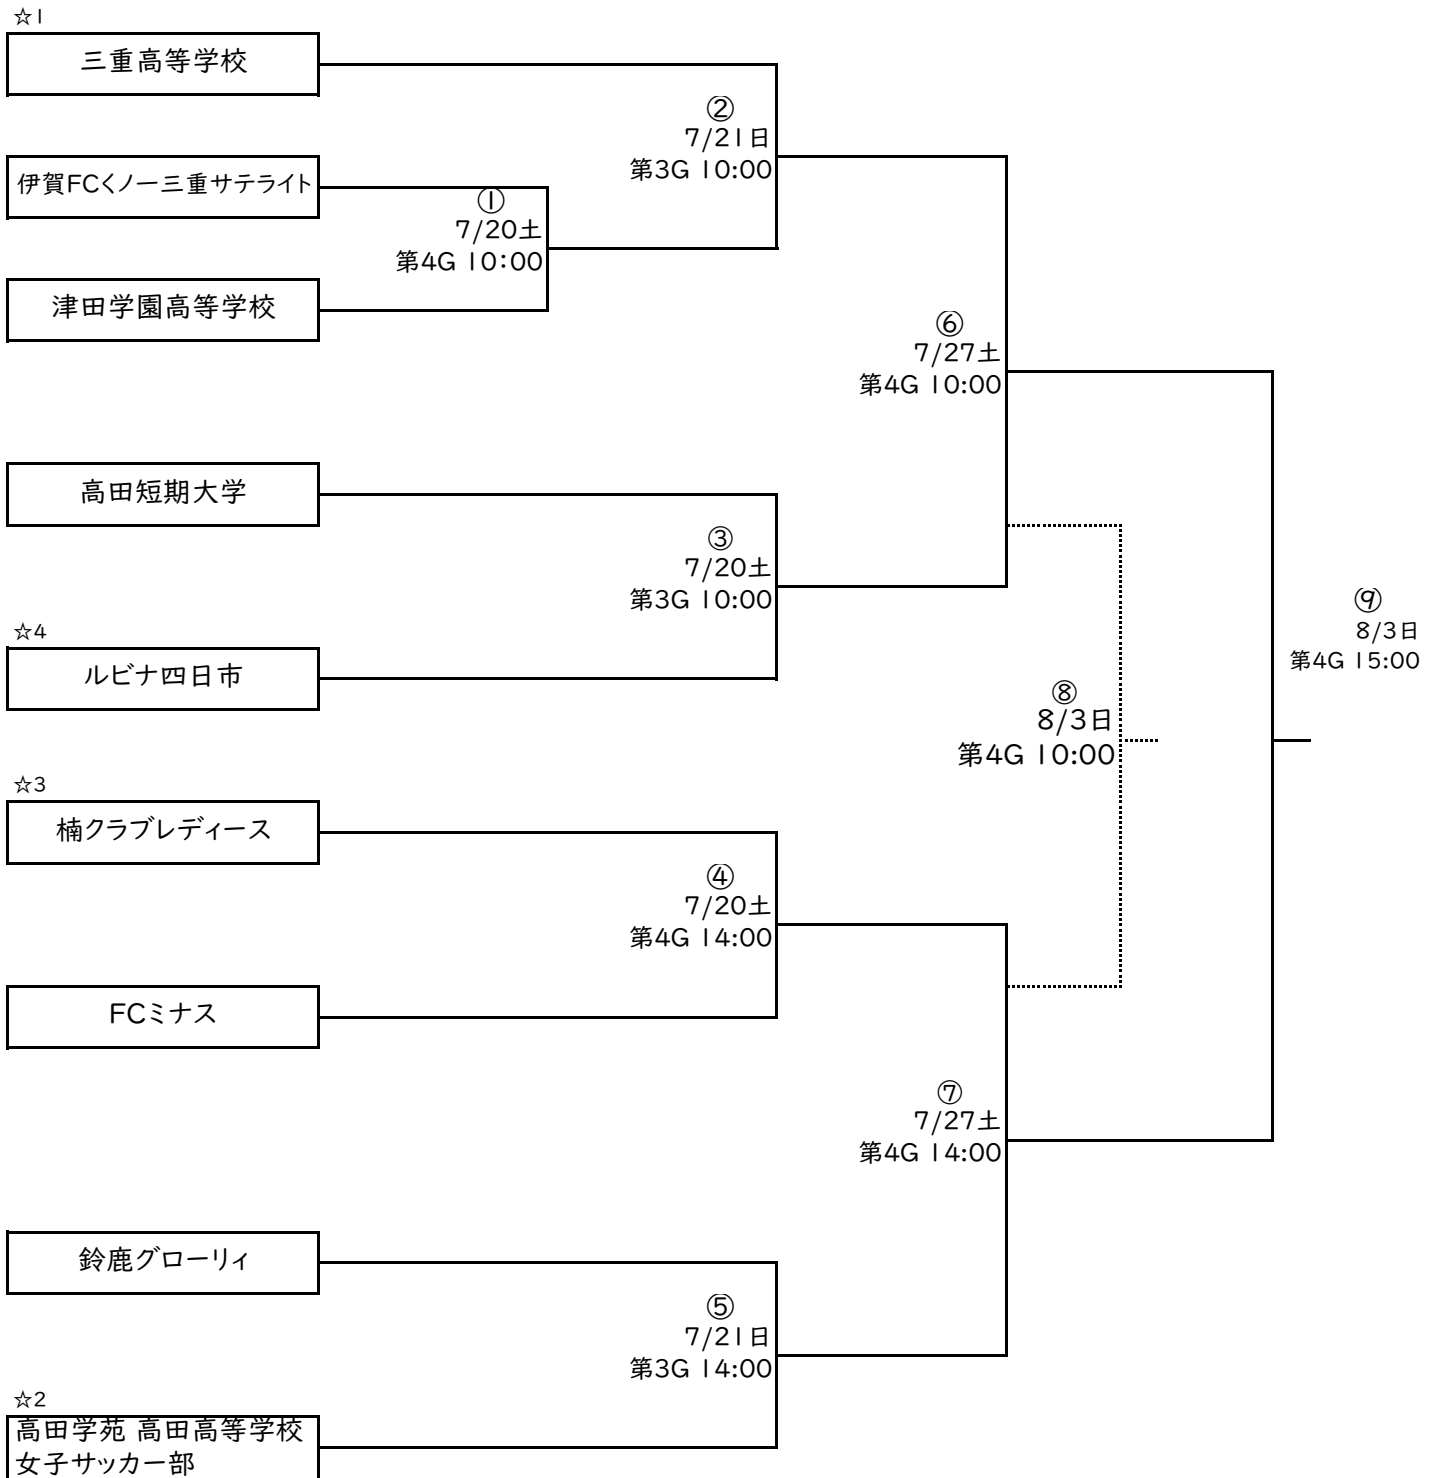 ☆1
三重高等学校
②
7/21日
第3G 10:00
伊賀FCくノ一三重サテライト
①
7/20土
第4G 10:00
津田学園高等学校
⑥
7/27土
第4G 10:00
高田短期大学
③
7/20土
第3G 10:00
☆4
ルビナ四日市
⑨
8/3日
第4G 15:00
⑧
8/3日
第4G 10:00
☆3
楠クラブレディース
④
7/20土
第4G 14:00
FCミナス
⑦
7/27土
第4G 14:00
鈴鹿グローリィ
⑤
7/21日
第3G 14:00
☆2
高田学苑 高田高等学校
女子サッカー部